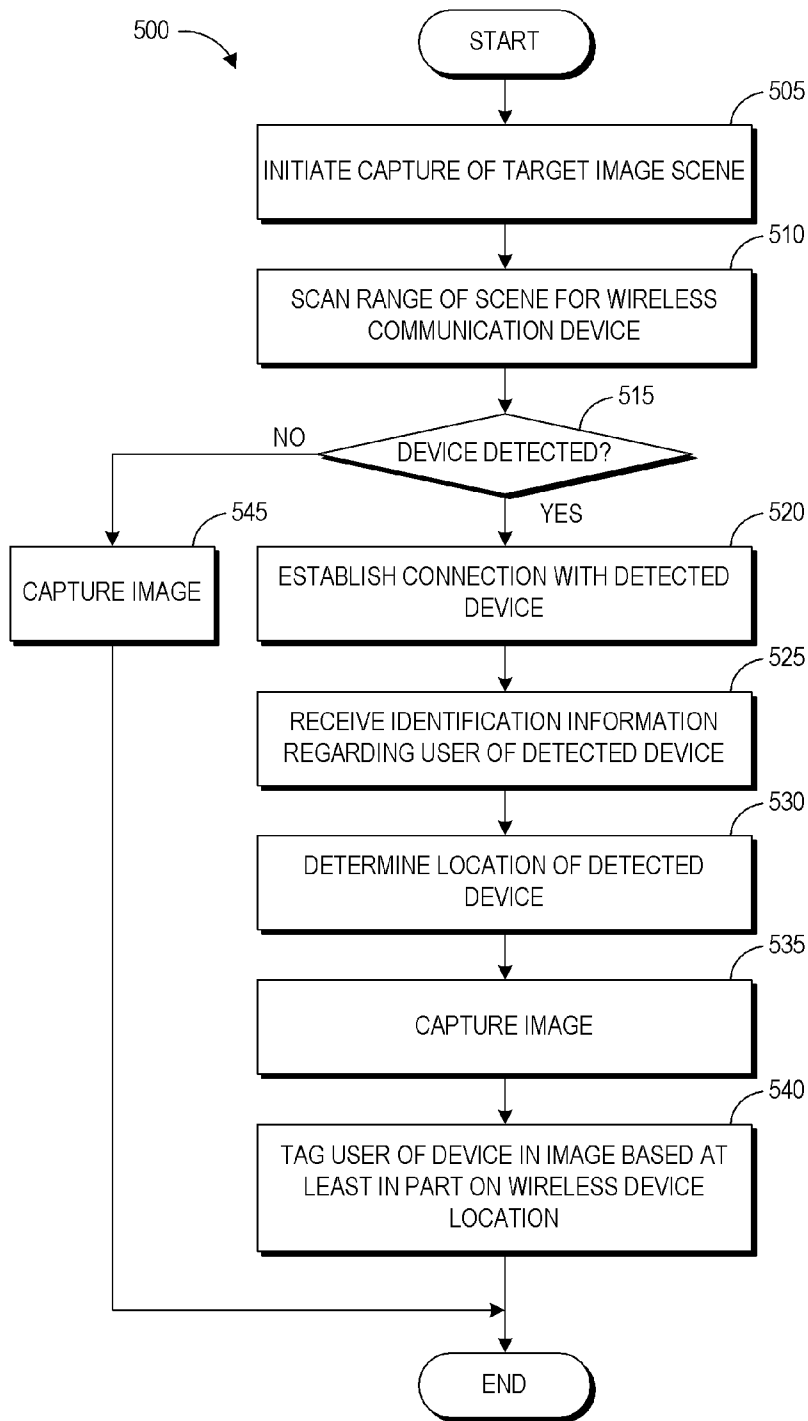 500
START
505
INITIATE CAPTURE OF TARGET IMAGE SCENE
510
SCAN RANGE OF SCENE FOR WIRELESS
COMMUNICATION DEVICE
515
DEVICE DETECTED?
NO
YES
545
CAPTURE IMAGE
520
ESTABLISH CONNECTION WITH DETECTED
DEVICE
525
RECEIVE IDENTIFICATION INFORMATION
REGARDING USER OF DETECTED DEVICE
530
DETERMINE LOCATION OF DETECTED
DEVICE
535
CAPTURE IMAGE
540
TAG USER OF DEVICE IN IMAGE BASED AT
LEAST IN PART ON WIRELESS DEVICE
LOCATION
END